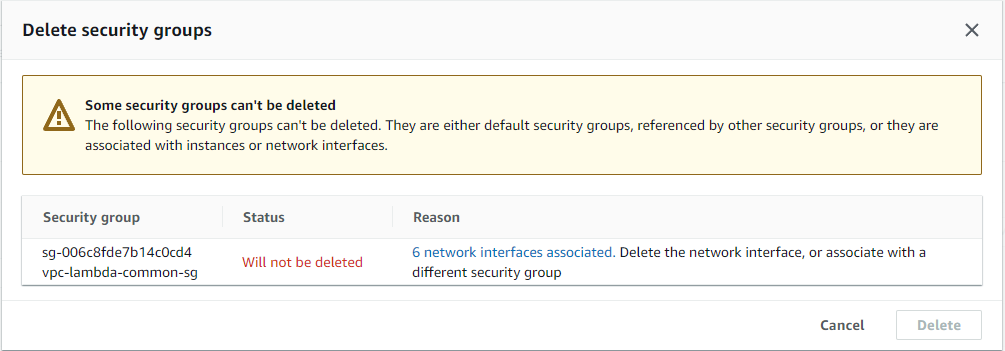 Delete security groups
Some security groups can't be deleted
The following security groups can't be deleted. They are either default security groups, referenced by other security groups, or they are
associated with instances or network interfaces.
Security group Status Reason
sg-006c8fde7b14c0cd4
vpc-lambda-common-sg
Will not be deleted
6 network interfaces associated. Delete the network interface, or associate with a
different security group
Cancel Delete